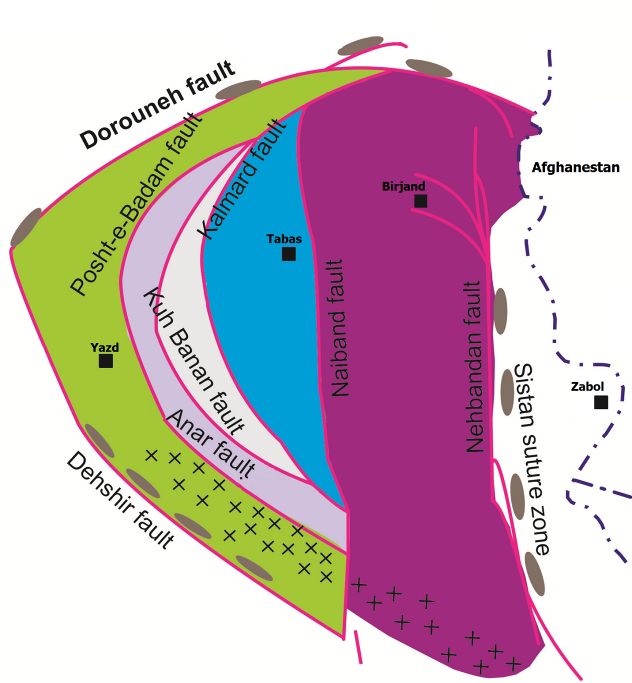 Dorouneh fault
Afghanestan
Posht-e-Badam fault
Kalmard fault
Birjand
Tabas
Yazd
Kuh Banan fault
Naiband fault
Nehbandan fault
Zabol
Sistan suture zone
Anar fault
Dehshir fault